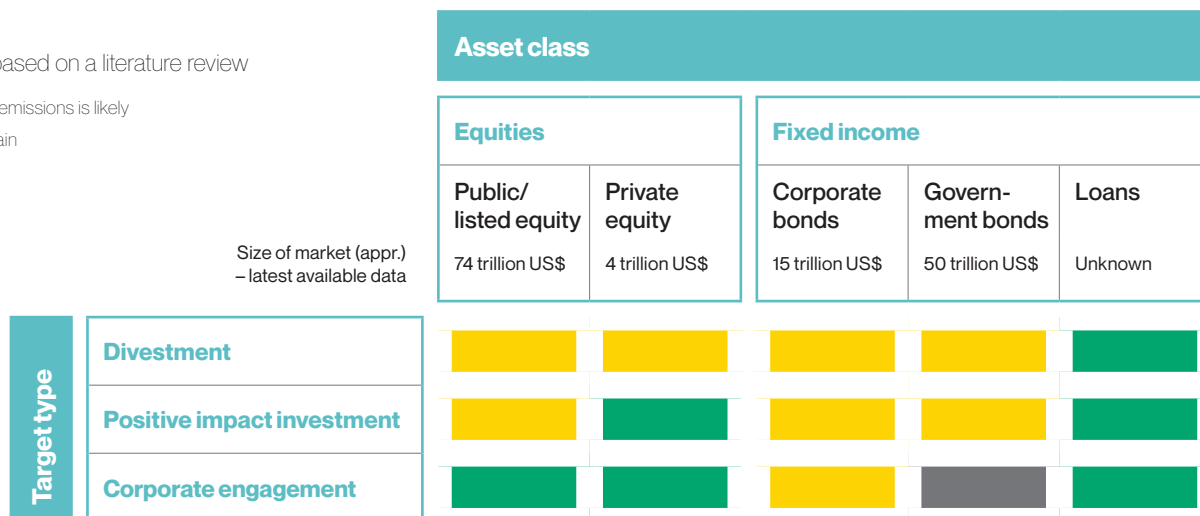 based on a literature review
emissions is likely
Asset class
Equities
Fixed income
Public/
listed equity
Private
equity
Corporate
bonds
Govern-
ment bonds
Loans
Size of market (appr.)
– latest available data
74 trillion US$
4 trillion US$
15 trillion US$
50 trillion US$
Unknown
Target type
Divestment
Positive impact investment
Corporate engagement